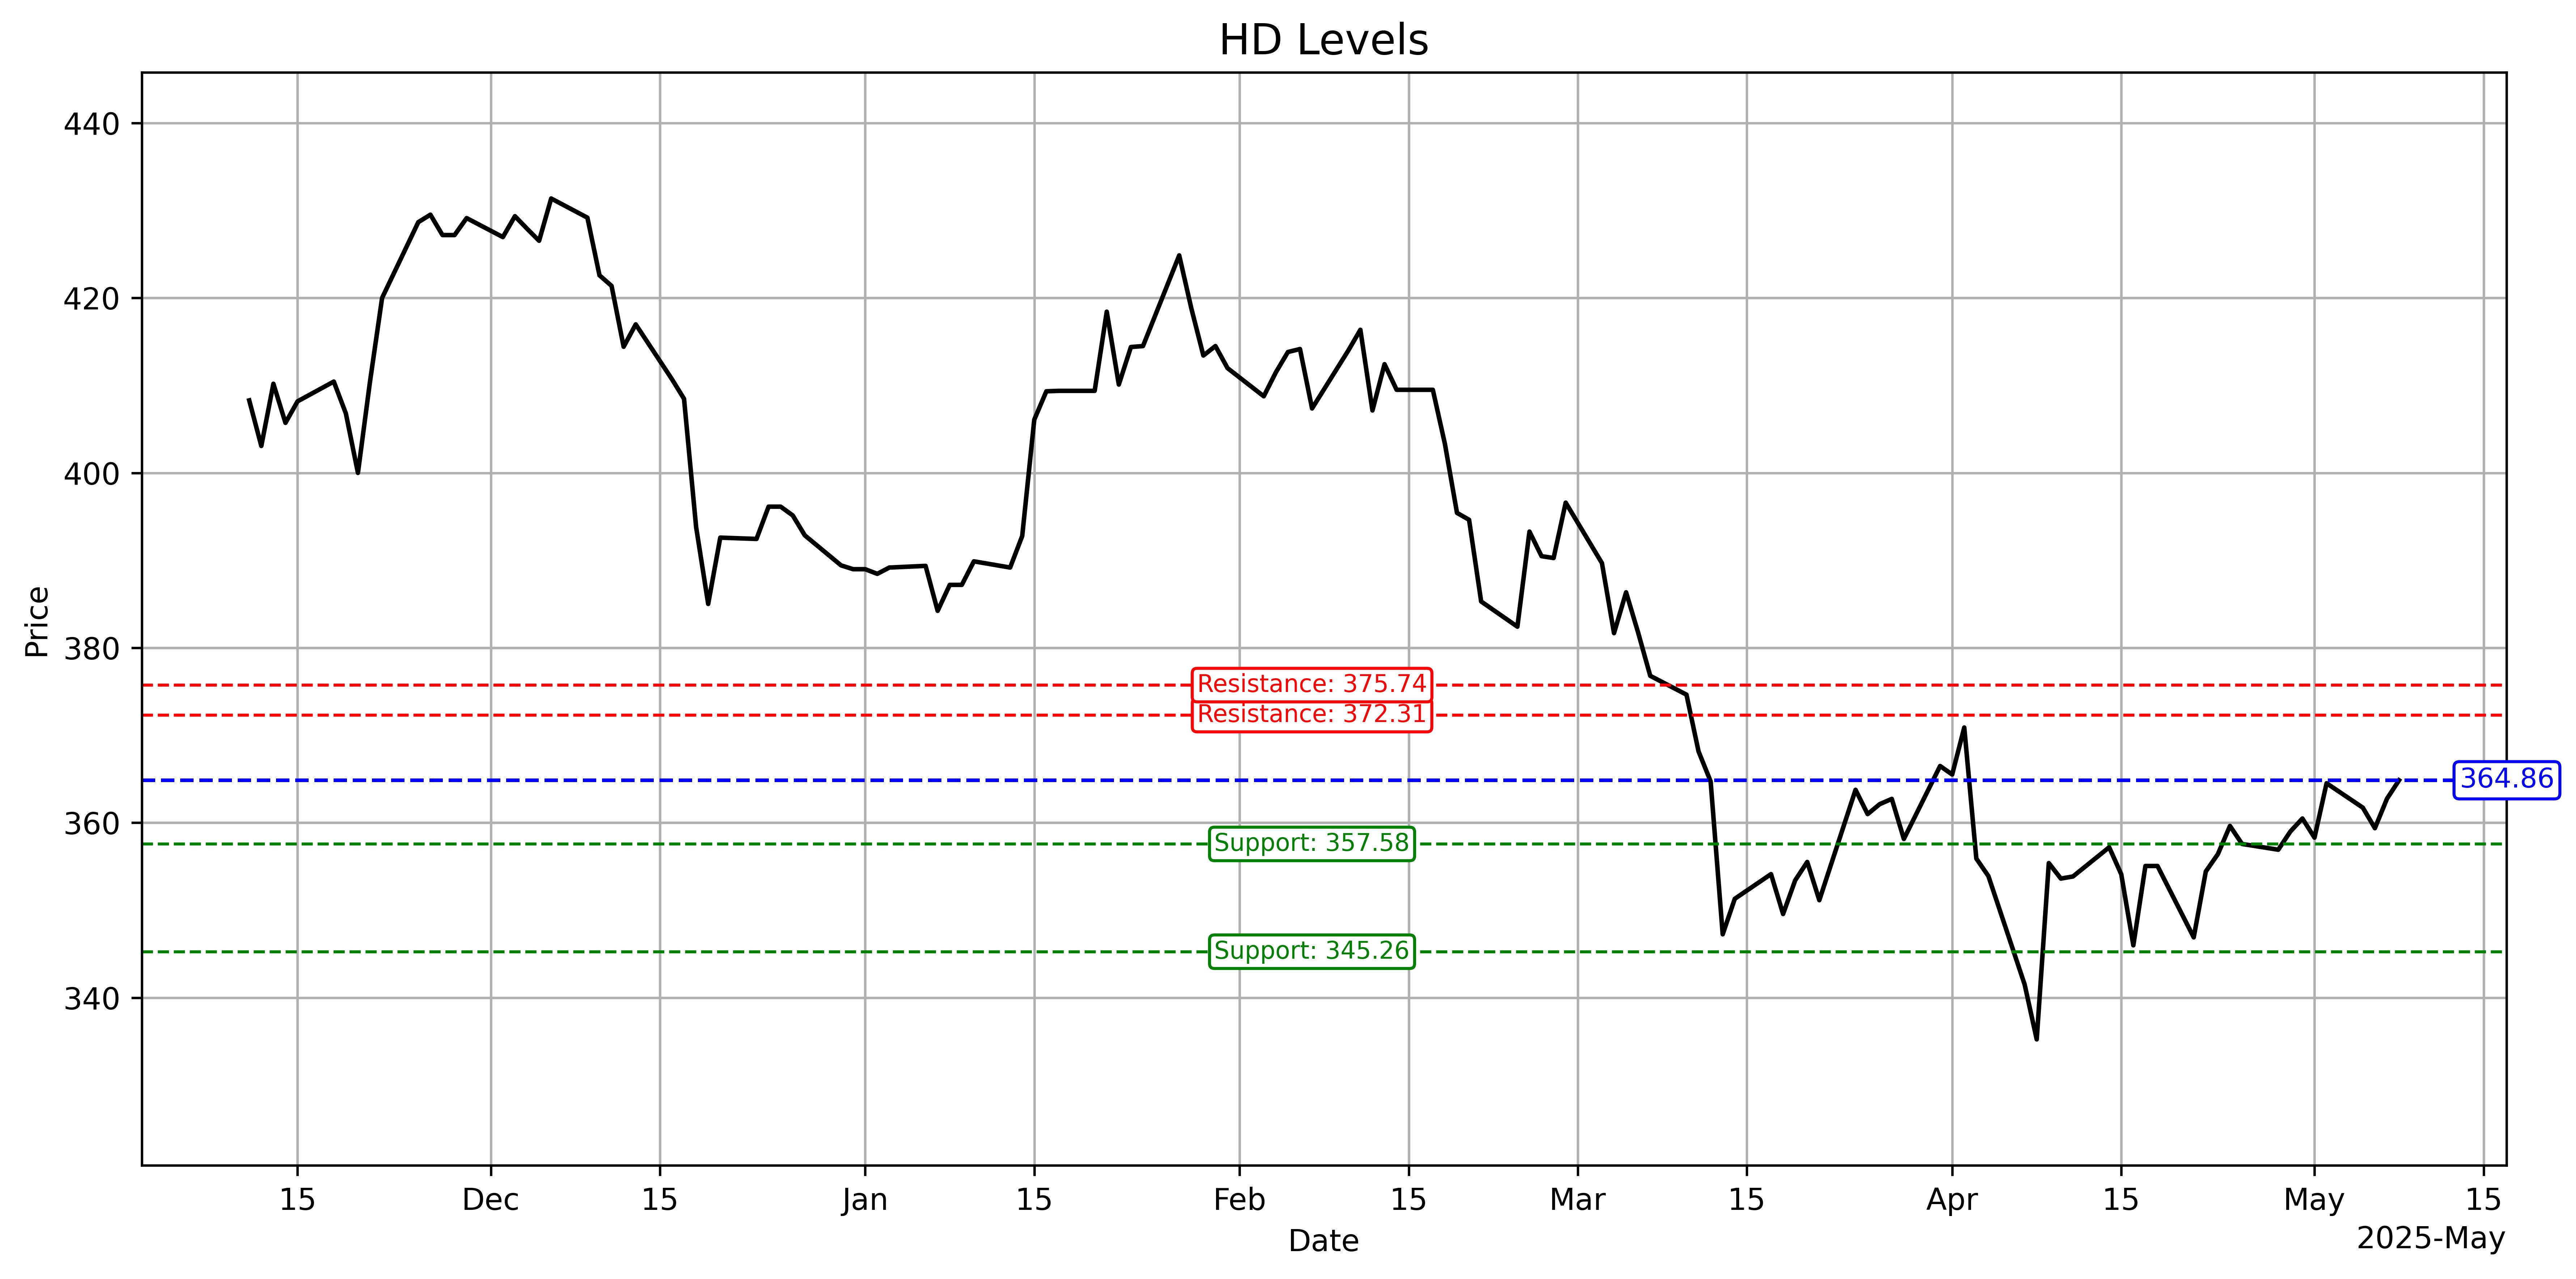 HD Levels
Price
440
420
400
380
360
340
Resistance: 375.74
Resistance: 372.31
364.86
Support: 357.58
Support: 345.26
15 Dec 15 Jan 15 Feb 15 Mar 15 Apr 15 May 15
Date
2025-May